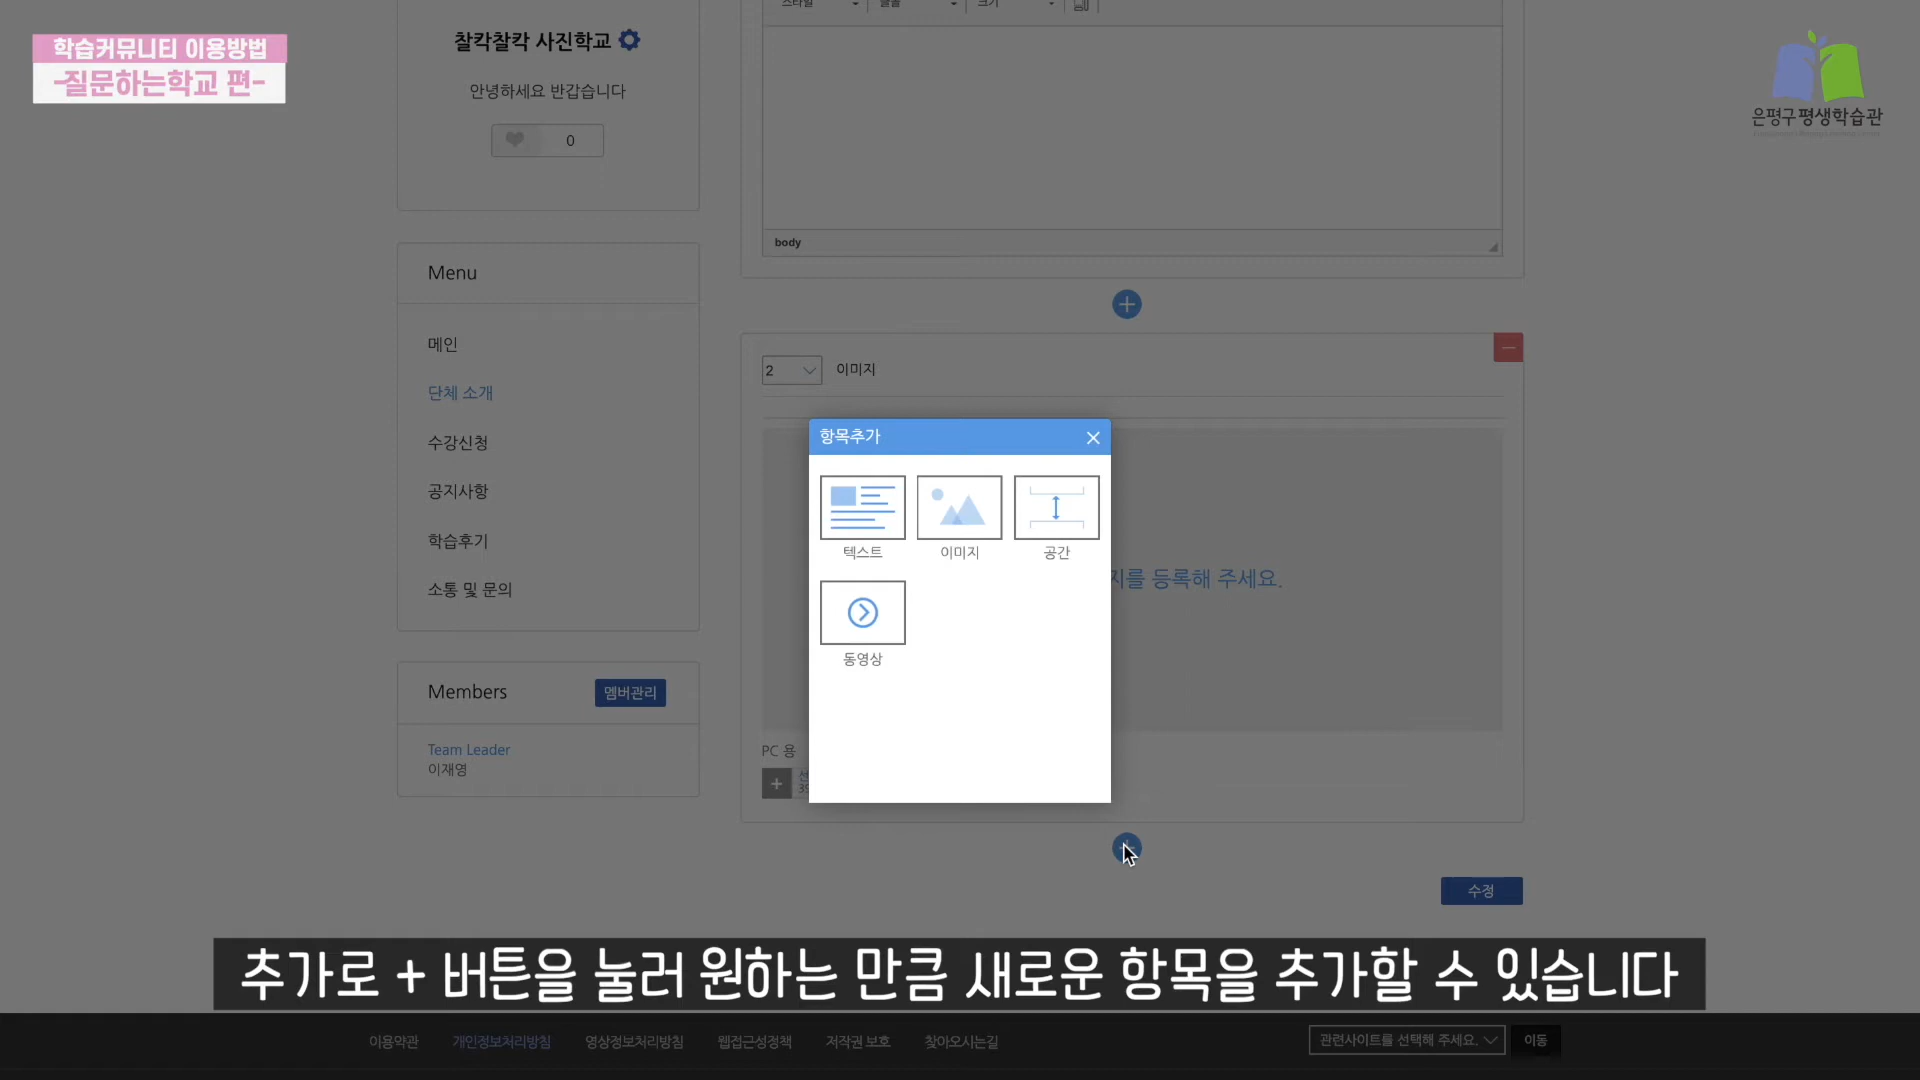 학습커뮤니티 이용방법
-질문하는학교 편-
찰칵찰칵 사진학교
안녕하세요 반갑습니다
0
스타일
글꼴
크기
은평구평생학습관
body
Menu
메인
단체 소개
수강신청
공지사항
학습후기
소통 및 문의
Members
멤버관리
Team Leader
이재영
2
이미지
항목추가
텍스트
이미지
공간
동영상
지를 등록해 주세요.
PC 용
수정
추가로 + 버튼을 눌러 원하는 만큼 새로운 항목을 추가할 수 있습니다
이용약관
개인정보처리방침
영상정보처리방침
웹접근성정책
저작권 보호
찾아오시는길
관련사이트를 선택해 주세요.
이동